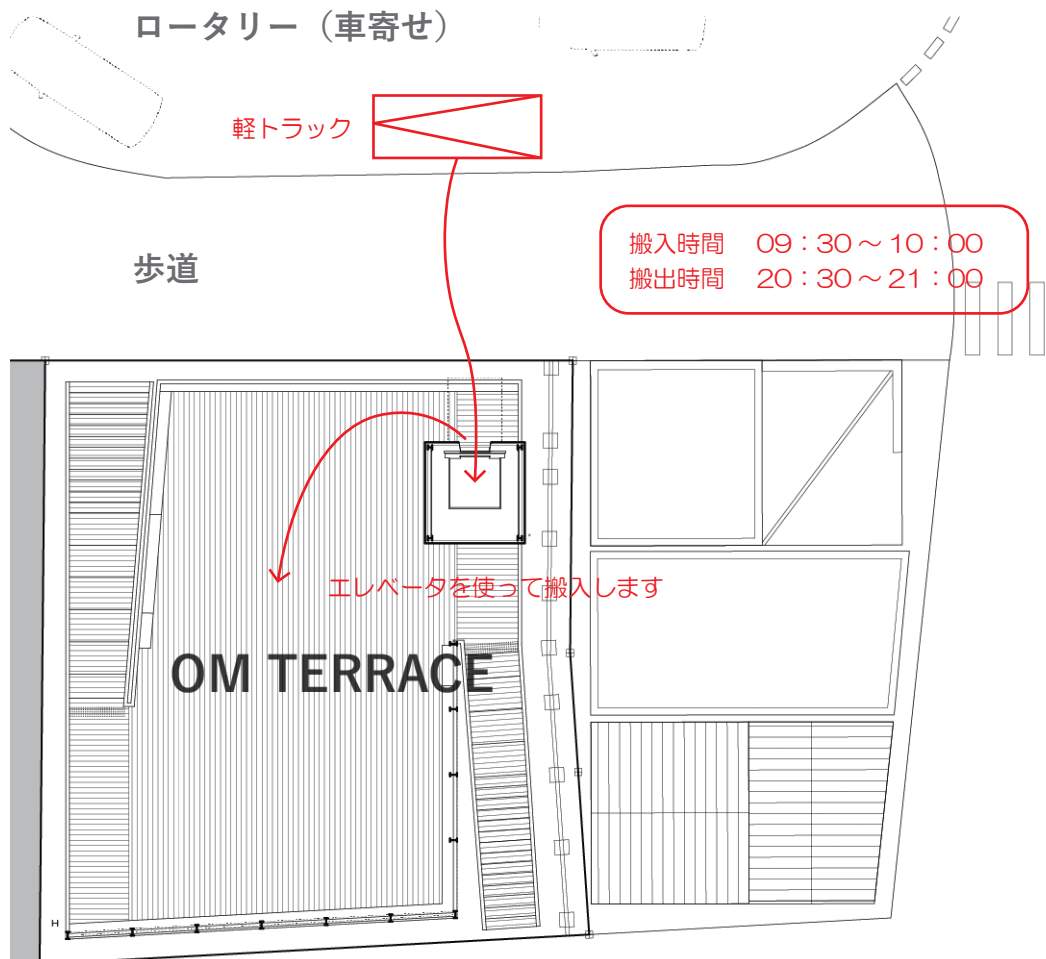 ロータリー（車寄せ）
軽トラック
搬入時間　09：30～10：00
搬出時間　20：30～21：00
歩道
エレベータを使って搬入します
OM TERRACE